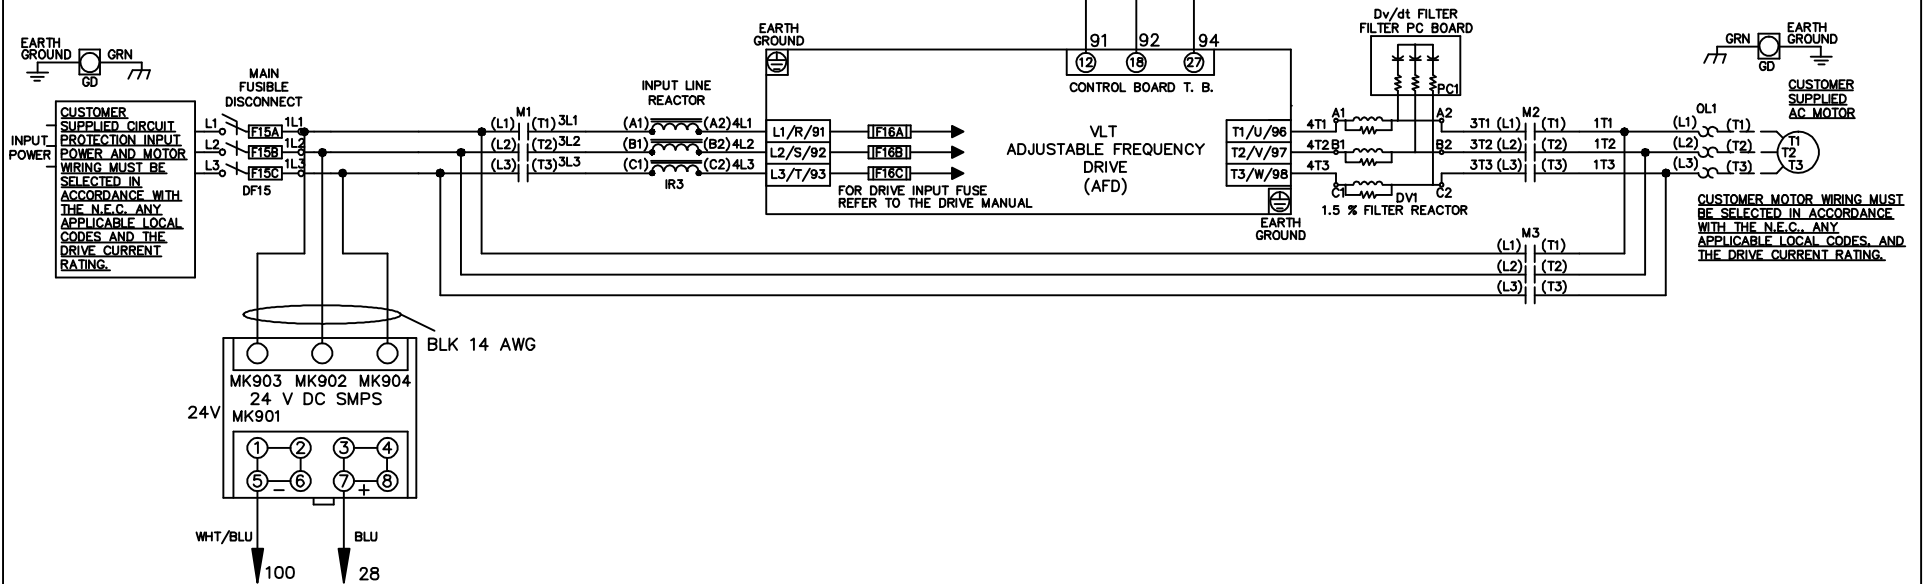 EARTH
GROUND
GRN
GD
CUSTOMER
SUPPLIED CIRCUIT
PROTECTION INPUT
POWER AND MOTOR
WIRING MUST BE
SELECTED IN
ACCORDANCE WITH
THE N.E.C. ANY
APPLICABLE LOCAL
CODES AND THE
DRIVE CURRENT
RATING.
INPUT
POWER
MAIN
FUSIBLE
DISCONNECT
L1 F15A 1L1
L2 F15B 1L2
L3 F15C 1L3
DF15
M1
(L1) (T1) 3L1
(L2) (T2) 3L2
(L3) (T3) 3L3
INPUT LINE
REACTOR
(A1) (A2) 4L1
(B1) (B2) 4L2
(C1) (C2) 4L3
IR3
EARTH
GROUND
L1/R/91 F16A
L2/S/92 F16B
L3/T/93 F16C
FOR DRIVE INPUT FUSE
REFER TO THE DRIVE MANUAL
91 92 94
12 18 27
CONTROL BOARD T. B.
VLT
ADJUSTABLE FREQUENCY
DRIVE
(AFD)
T1/U/96 4T1
T2/V/97 4T2
T3/W/98 4T3
EARTH
GROUND
Dv/dt FILTER
FILTER PC BOARD
PC1
A1 A2
B1 B2
C1 C2
DV1
1.5 % FILTER REACTOR
M2
3T1 (L1) (T1) 1T1
3T2 (L2) (T2) 1T2
3T3 (L3) (T3) 1T3
M3
(L1) (T1)
(L2) (T2)
(L3) (T3)
OL1
(L1) (T1)
(L2) (T2)
(L3) (T3)
T1
T2
T3
GRN
GD
EARTH
GROUND
CUSTOMER
SUPPLIED
AC MOTOR
CUSTOMER MOTOR WIRING MUST
BE SELECTED IN ACCORDANCE
WITH THE N.E.C., ANY
APPLICABLE LOCAL CODES, AND
THE DRIVE CURRENT RATING.
BLK 14 AWG
MK903 MK902 MK904
24 V DC SMPS
24V
MK901
1 2 3 4
5 6 7 8
- +
WHT/BLU BLU
100 28